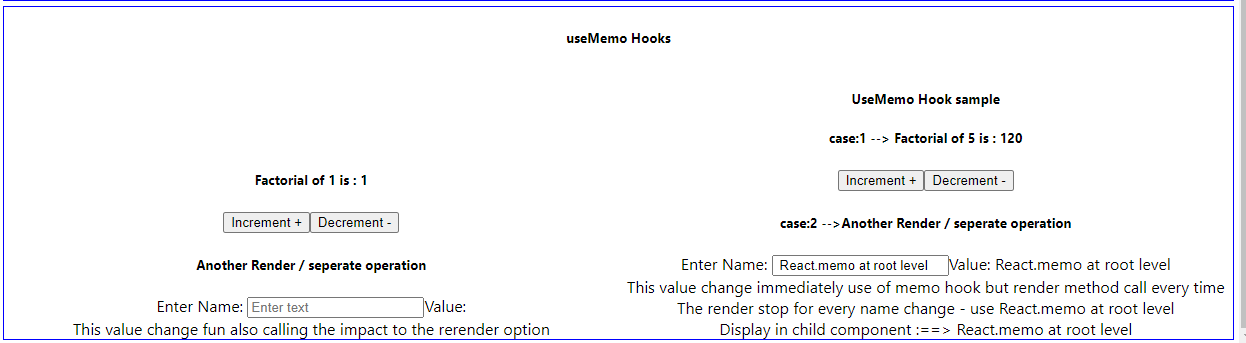 useMemo Hooks
Factorial of 1 is : 1
Increment + Decrement -
Another Render / seperate operation
Enter Name: Enter text Value:
This value change fun also calling the impact to the rerender option
UseMemo Hook sample
case:1 --> Factorial of 5 is : 120
Increment + Decrement -
case:2 -->Another Render / seperate operation
Enter Name: React.memo at root level Value: React.memo at root level
This value change immediately use of memo hook but render method call every time
The render stop for every name change - use React.memo at root level
Display in child component :==> React.memo at root level